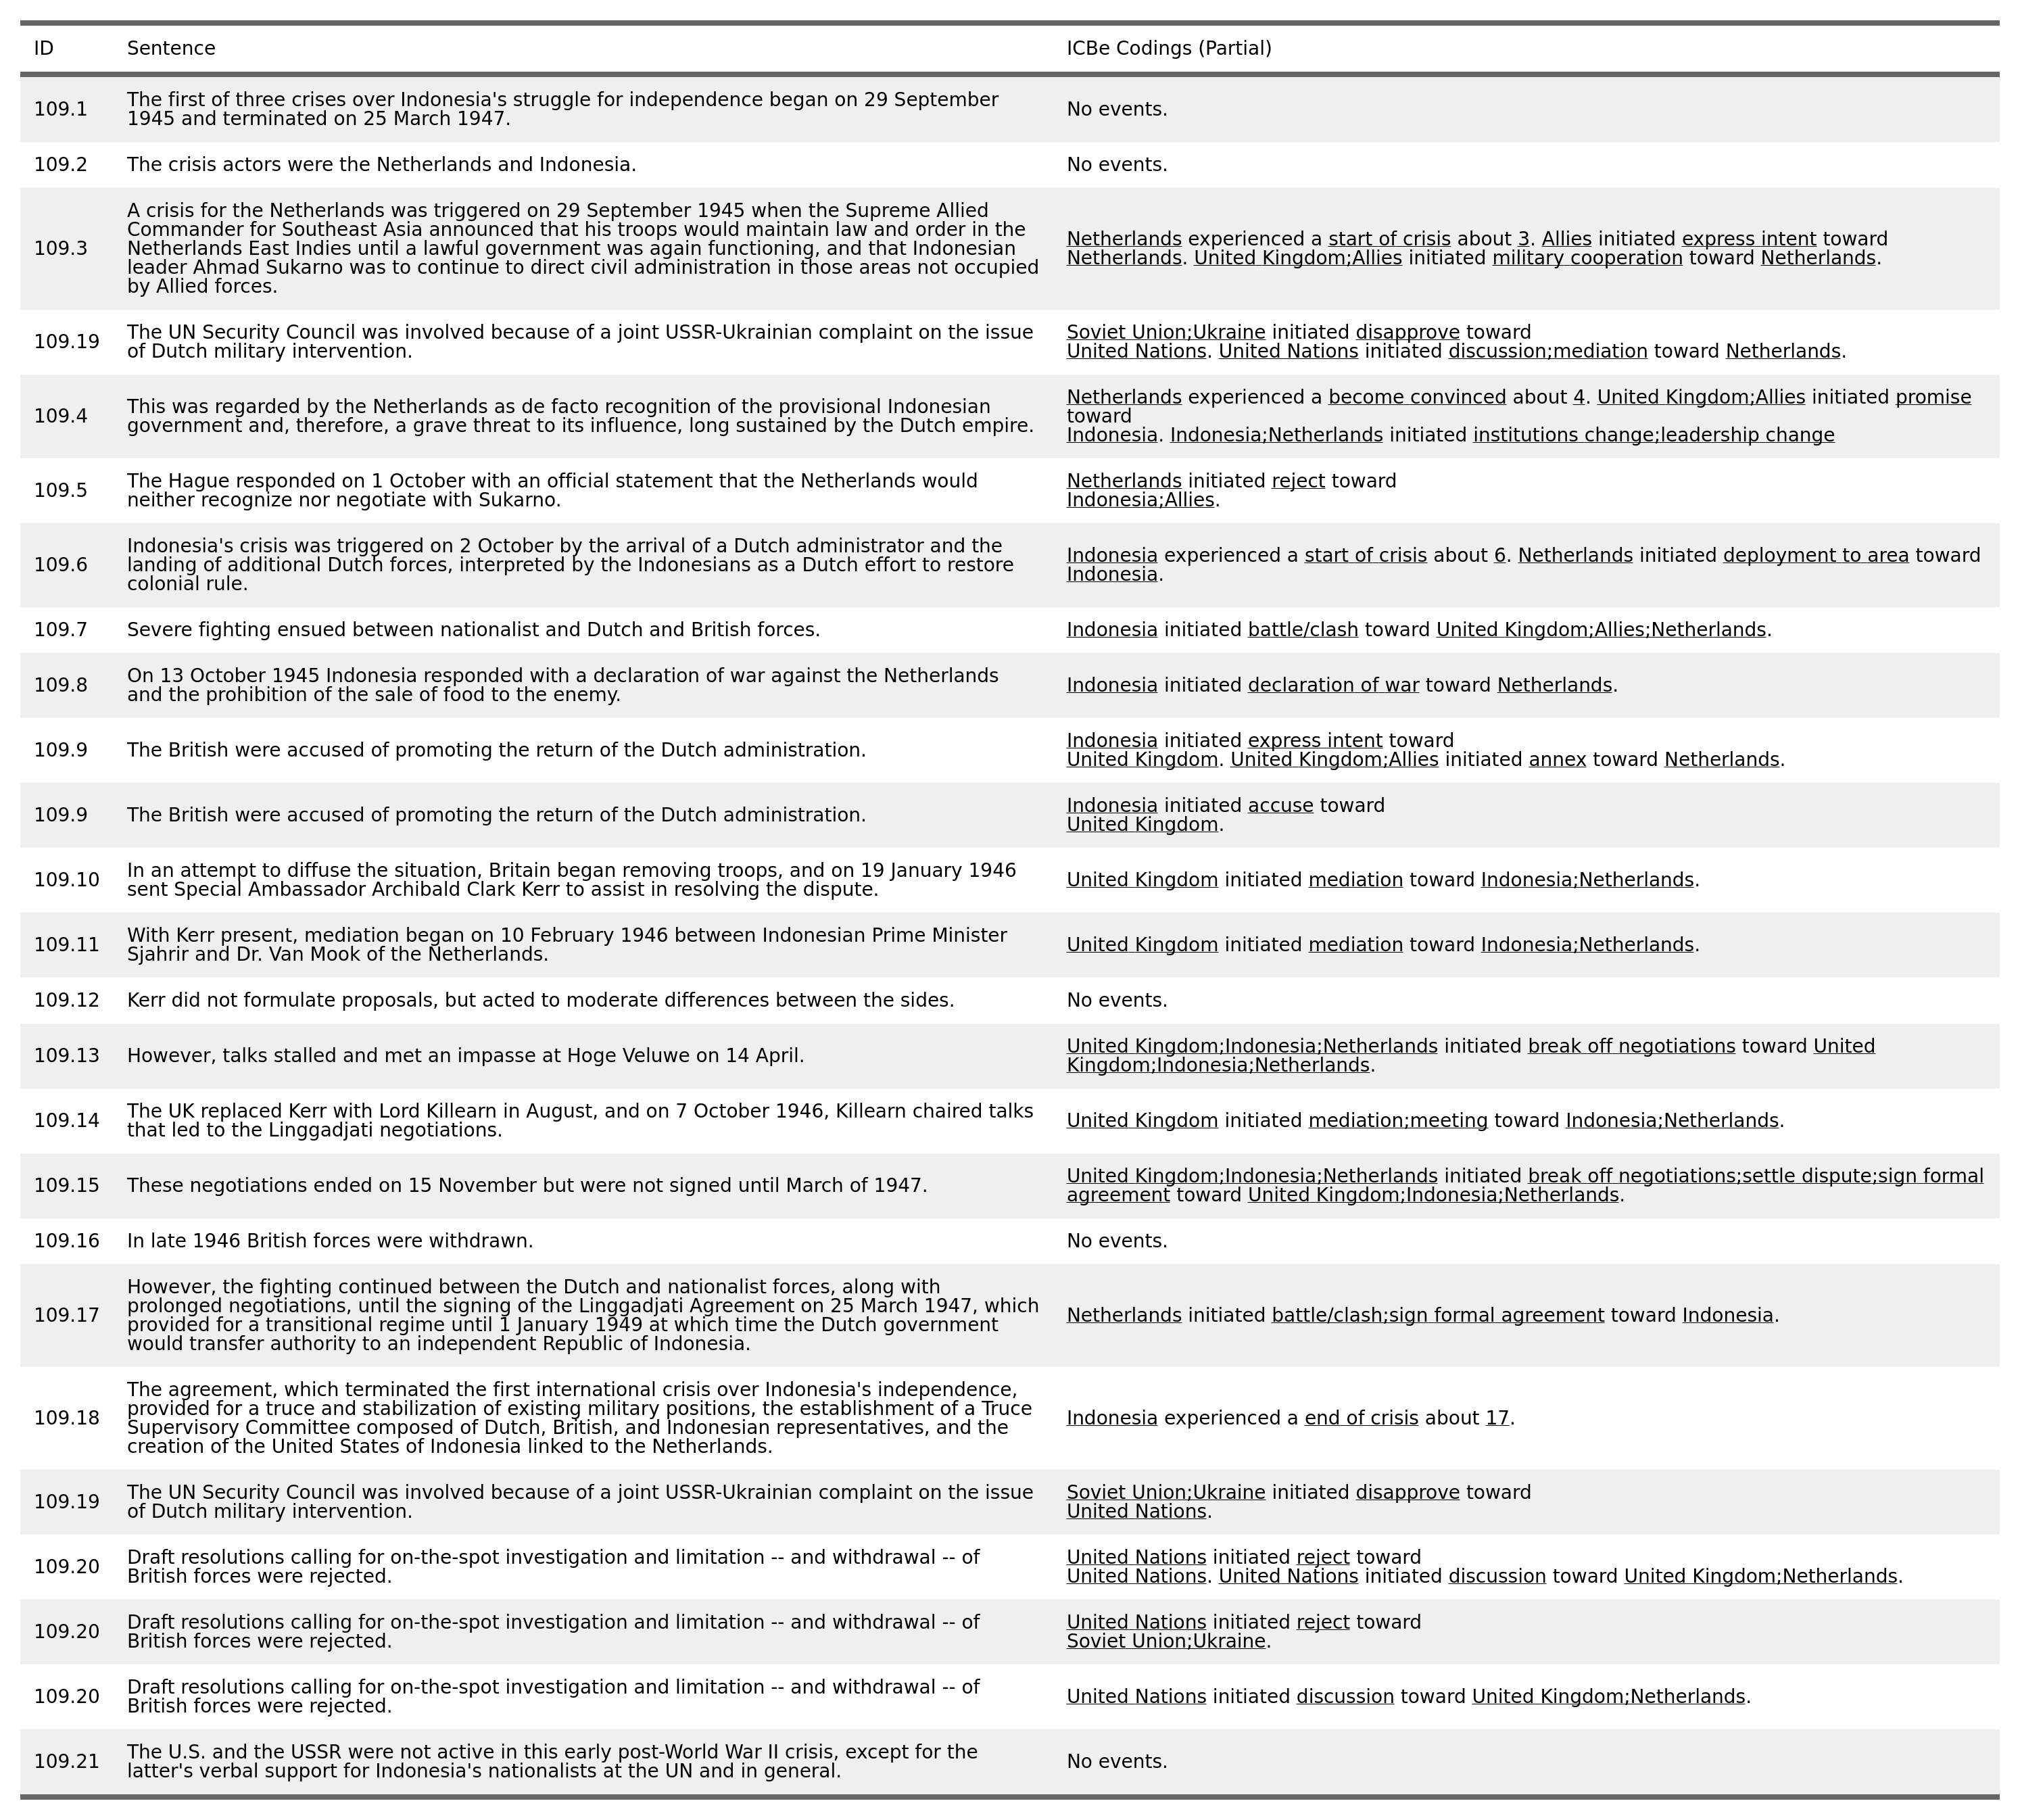 ID Sentence ICBe Codings (Partial)
109.1 The first of three crises over Indonesia's struggle for independence began on 29 September
1945 and terminated on 25 March 1947. No events.
109.2 The crisis actors were the Netherlands and Indonesia. No events.
109.3 A crisis for the Netherlands was triggered on 29 September 1945 when the Supreme Allied
Commander for Southeast Asia announced that his troops would maintain law and order in the
Netherlands East Indies until a lawful government was again functioning, and that Indonesian
leader Ahmad Sukarno was to continue to direct civil administration in those areas not occupied
by Allied forces.
Netherlands experienced a start of crisis about 3. Allies initiated express intent toward
Netherlands. United Kingdom;Allies initiated military cooperation toward Netherlands.
109.19 The UN Security Council was involved because of a joint USSR-Ukrainian complaint on the issue
of Dutch military intervention.
Soviet Union;Ukraine initiated disapprove toward
United Nations. United Nations initiated discussion;mediation toward Netherlands.
109.4 This was regarded by the Netherlands as de facto recognition of the provisional Indonesian
government and, therefore, a grave threat to its influence, long sustained by the Dutch empire.
Netherlands experienced a become convinced about 4. United Kingdom;Allies initiated promise
toward
Indonesia. Indonesia;Netherlands initiated institutions change;leadership change
109.5 The Hague responded on 1 October with an official statement that the Netherlands would
neither recognize nor negotiate with Sukarno.
Netherlands initiated reject toward
Indonesia;Allies.
109.6 Indonesia's crisis was triggered on 2 October by the arrival of a Dutch administrator and the
landing of additional Dutch forces, interpreted by the Indonesians as a Dutch effort to restore
colonial rule.
Indonesia experienced a start of crisis about 6. Netherlands initiated deployment to area toward
Indonesia.
109.7 Severe fighting ensued between nationalist and Dutch and British forces. Indonesia initiated battle/clash toward United Kingdom;Allies;Netherlands.
109.8 On 13 October 1945 Indonesia responded with a declaration of war against the Netherlands
and the prohibition of the sale of food to the enemy.
Indonesia initiated declaration of war toward Netherlands.
109.9 The British were accused of promoting the return of the Dutch administration.
Indonesia initiated express intent toward
United Kingdom. United Kingdom;Allies initiated annex toward Netherlands.
109.9 The British were accused of promoting the return of the Dutch administration.
Indonesia initiated accuse toward
United Kingdom.
109.10 In an attempt to diffuse the situation, Britain began removing troops, and on 19 January 1946
sent Special Ambassador Archibald Clark Kerr to assist in resolving the dispute.
United Kingdom initiated mediation toward Indonesia;Netherlands.
109.11 With Kerr present, mediation began on 10 February 1946 between Indonesian Prime Minister
Sjahrir and Dr. Van Mook of the Netherlands.
United Kingdom initiated mediation toward Indonesia;Netherlands.
109.12 Kerr did not formulate proposals, but acted to moderate differences between the sides. No events.
109.13 However, talks stalled and met an impasse at Hoge Veluwe on 14 April.
United Kingdom;Indonesia;Netherlands initiated break off negotiations toward United
Kingdom;Indonesia;Netherlands.
109.14 The UK replaced Kerr with Lord Killearn in August, and on 7 October 1946, Killearn chaired talks
that led to the Linggadjati negotiations.
United Kingdom initiated mediation;meeting toward Indonesia;Netherlands.
109.15 These negotiations ended on 15 November but were not signed until March of 1947.
United Kingdom;Indonesia;Netherlands initiated break off negotiations;settle dispute;sign formal
agreement toward United Kingdom;Indonesia;Netherlands.
109.16 In late 1946 British forces were withdrawn. No events.
109.17 However, the fighting continued between the Dutch and nationalist forces, along with
prolonged negotiations, until the signing of the Linggadjati Agreement on 25 March 1947, which
provided for a transitional regime until 1 January 1949 at which time the Dutch government
would transfer authority to an independent Republic of Indonesia.
Netherlands initiated battle/clash;sign formal agreement toward Indonesia.
109.18 The agreement, which terminated the first international crisis over Indonesia's independence,
provided for a truce and stabilization of existing military positions, the establishment of a Truce
Supervisory Committee composed of Dutch, British, and Indonesian representatives, and the
creation of the United States of Indonesia linked to the Netherlands.
Indonesia experienced a end of crisis about 17.
109.19 The UN Security Council was involved because of a joint USSR-Ukrainian complaint on the issue
of Dutch military intervention.
Soviet Union;Ukraine initiated disapprove toward
United Nations.
109.20 Draft resolutions calling for on-the-spot investigation and limitation -- and withdrawal -- of
British forces were rejected.
United Nations initiated reject toward
United Nations. United Nations initiated discussion toward United Kingdom;Netherlands.
109.20 Draft resolutions calling for on-the-spot investigation and limitation -- and withdrawal -- of
British forces were rejected.
United Nations initiated reject toward
Soviet Union;Ukraine.
109.20 Draft resolutions calling for on-the-spot investigation and limitation -- and withdrawal -- of
British forces were rejected.
United Nations initiated discussion toward United Kingdom;Netherlands.
109.21 The U.S. and the USSR were not active in this early post-World War II crisis, except for the
latter's verbal support for Indonesia's nationalists at the UN and in general.
No events.